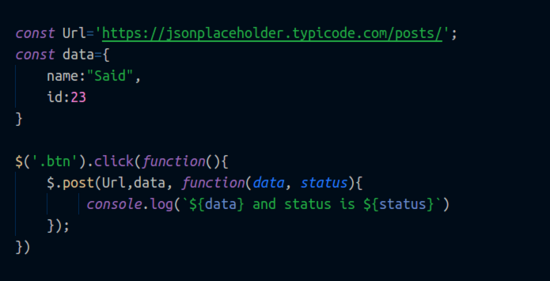 const Url='https://jsonplaceholder.typicode.com/posts/';
const data={
    name:"Said",
    id:23
}

$('.btn').click(function(){
    $.post(Url,data, function(data, status){
        console.log(`${data} and status is ${status}`)
    });
})